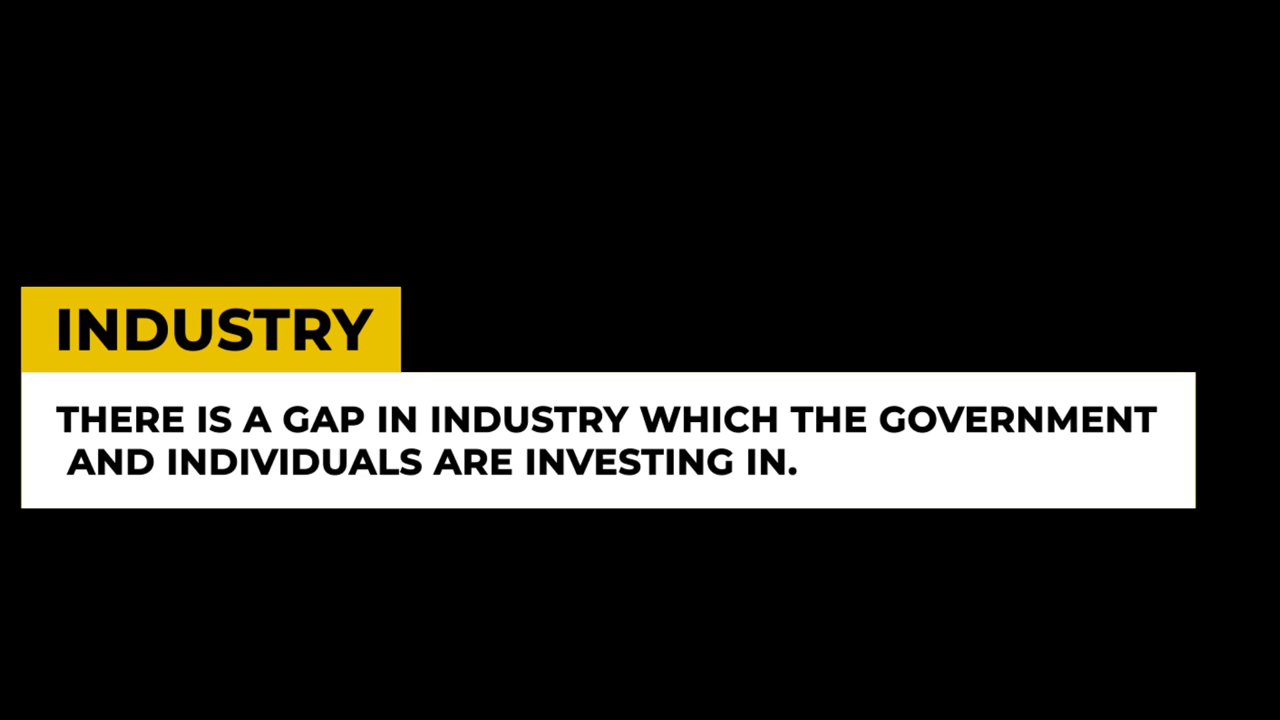 INDUSTRY
THERE IS A GAP IN INDUSTRY WHICH THE GOVERNMENT
AND INDIVIDUALS ARE INVESTING IN.